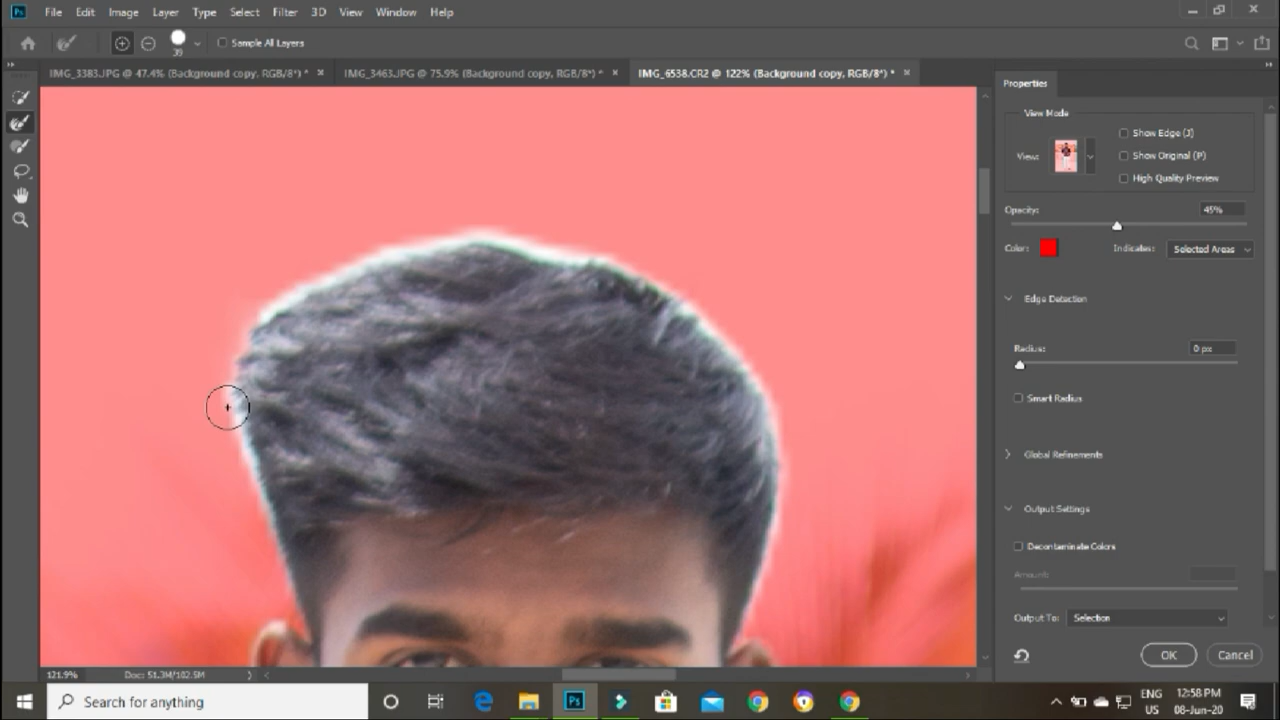 Ps File Edit Image Layer Type Select Filter 3D View Window Help
39 Sample All Layers
IMG_3383.JPG @ 47.4% (Background copy, RGB/8*) * × IMG_3463.JPG @ 75.9% (Background copy, RGB/8*) * × IMG_6538.CR2 @ 122% (Background copy, RGB/8*) * ×
Properties
View Mode
Show Edge (J)
View:
Show Original (P)
High Quality Preview
Opacity: 45%
Color: Indicates: Selected Areas
Edge Detection
Radius: 0 px
Smart Radius
Global Refinements
Output Settings
Decontaminate Colors
Amount:
Output To: Selection
OK Cancel
121.9% Doc: 51.3M/102.5M
Search for anything
Ps
ENG
US
12:58 PM
08-Jun-20